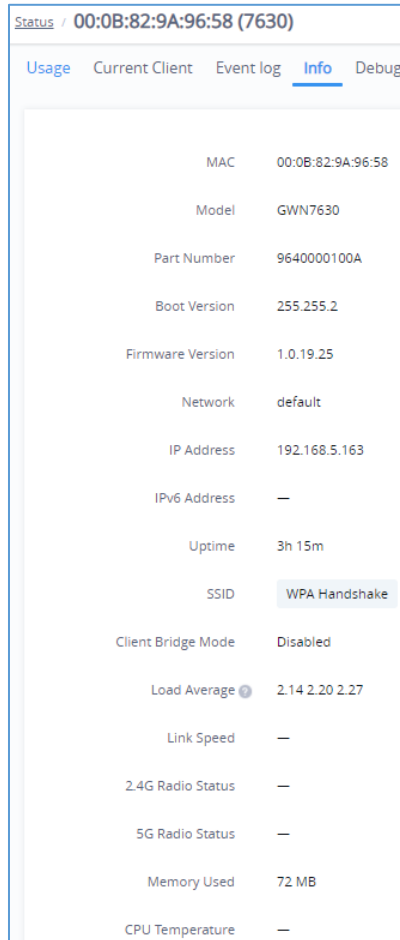 Status / 00:0B:82:9A:96:58 (7630)
Usage Current Client Event log Info Debug
MAC 00:0B:82:9A:96:58
Model GWN7630
Part Number 9640000100A
Boot Version 255.255.2
Firmware Version 1.0.19.25
Network default
IP Address 192.168.5.163
IPv6 Address —
Uptime 3h 15m
SSID WPA Handshake
Client Bridge Mode Disabled
Load Average ? 2.14 2.20 2.27
Link Speed —
2.4G Radio Status —
5G Radio Status —
Memory Used 72 MB
CPU Temperature —